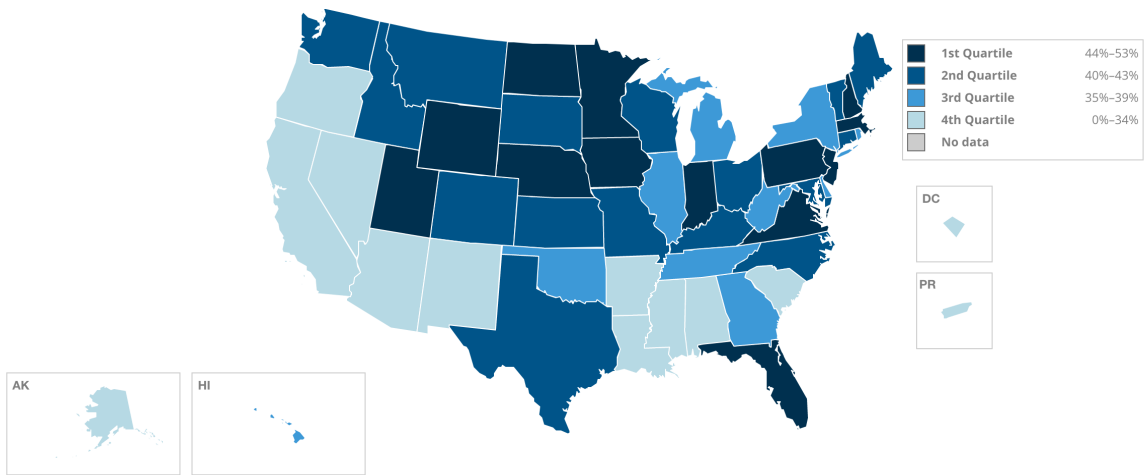 1st Quartile 44%–53%
2nd Quartile 40%–43%
3rd Quartile 35%–39%
4th Quartile 0%–34%
No data
DC
PR
AK
HI